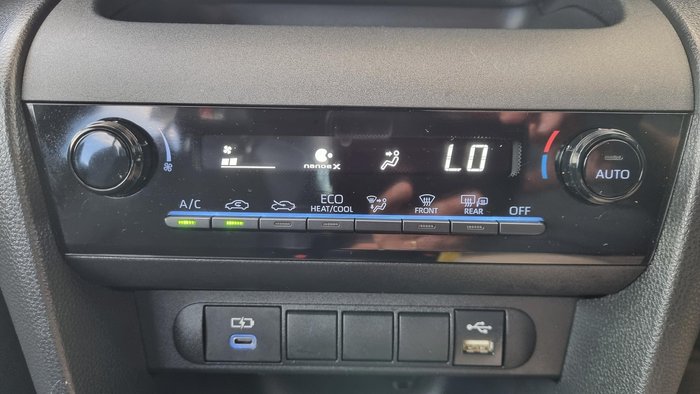 nanoe X
LO
A/C
ECO
HEAT/COOL
FRONT
REAR
OFF
AUTO